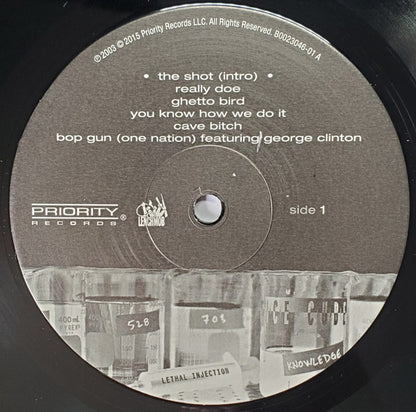 ℗2003 © 2015 Priority Records LLC. All Rights Reserved. B0023046-01 A
• the shot (intro) •
really doe
ghetto bird
you know how we do it
cave bitch
bop gun (one nation) featuring george clinton
PRIORITY®
RECORDS
LENCHMOB
side 1
400mL
528
703
ICE CUBE
KNOWLEDGE
LETHAL INJECTION